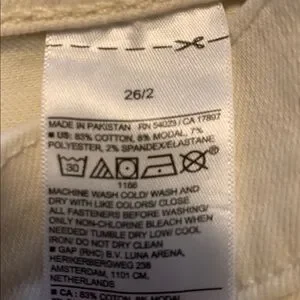 26/2
MADE IN PAKISTAN RN 54023 / CA 17897
■ US: 83% COTTON, 8% MODAL, 7%
POLYESTER, 2% SPANDEX/ELASTANE
30
1166
MACHINE WASH COLD/ WASH AND
DRY WITH LIKE COLORS/ CLOSE
ALL FASTENERS BEFORE WASHING/
ONLY NON-CHLORINE BLEACH WHEN
NEEDED/ TUMBLE DRY LOW/ COOL
IRON/ DO NOT DRY CLEAN
■ GAP (RHC) B.V. LUNA ARENA,
HERIKERBERGWEG 238
AMSTERDAM, 1101 CM,
NETHERLANDS
■ CA : 83% COTTON, 8% MODAL,